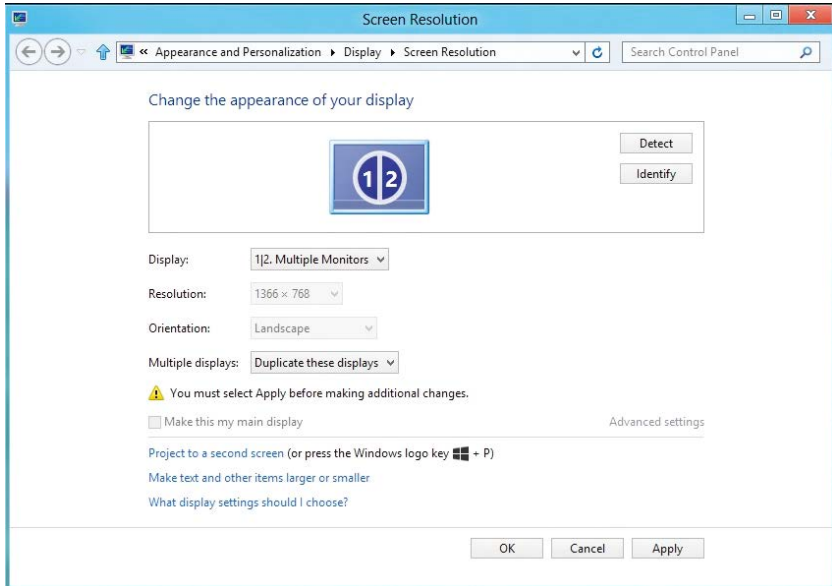 Screen Resolution
« Appearance and Personalization ▸ Display ▸ Screen Resolution
Search Control Panel
Change the appearance of your display
1|2
Detect
Identify
Display: 1|2. Multiple Monitors
Resolution: 1366 × 768
Orientation: Landscape
Multiple displays: Duplicate these displays
You must select Apply before making additional changes.
Make this my main display Advanced settings
Project to a second screen (or press the Windows logo key + P)
Make text and other items larger or smaller
What display settings should I choose?
OK Cancel Apply